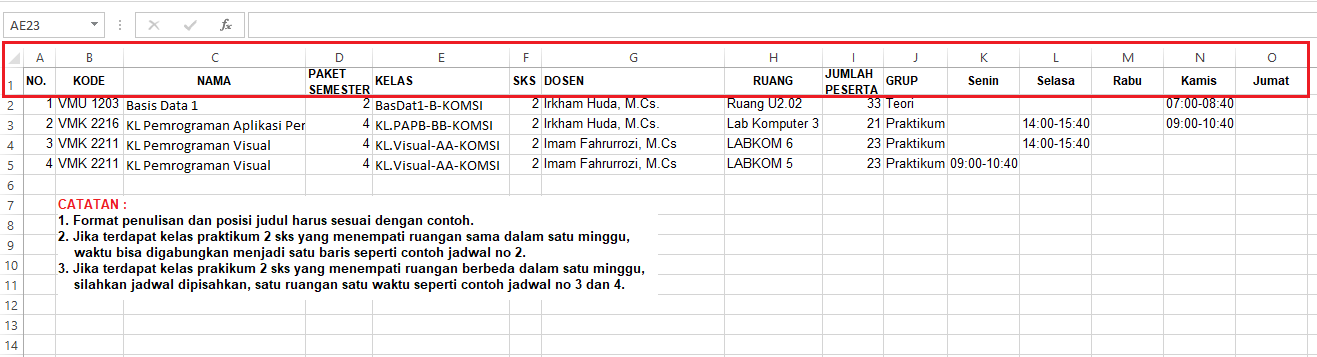 AE23 fx
A B C D E F G H I J K L M N O
1 NO. KODE NAMA PAKET SEMESTER KELAS SKS DOSEN RUANG JUMLAH PESERTA GRUP Senin Selasa Rabu Kamis Jumat
2 1 VMU 1203 Basis Data 1 2 BasDat1-B-KOMSI 2 Irkham Huda, M.Cs. Ruang U2.02 33 Teori 07:00-08:40
3 2 VMK 2216 KL Pemrograman Aplikasi Per 4 KL.PAPB-BB-KOMSI 2 Irkham Huda, M.Cs. Lab Komputer 3 21 Praktikum 14:00-15:40 09:00-10:40
4 3 VMK 2211 KL Pemrograman Visual 4 KL.Visual-AA-KOMSI 2 Imam Fahrurrozi, M.Cs LABKOM 6 23 Praktikum 14:00-15:40
5 4 VMK 2211 KL Pemrograman Visual 4 KL.Visual-AA-KOMSI 2 Imam Fahrurrozi, M.Cs LABKOM 5 23 Praktikum 09:00-10:40
6
7 CATATAN :
8 1. Format penulisan dan posisi judul harus sesuai dengan contoh.
9 2. Jika terdapat kelas praktikum 2 sks yang menempati ruangan sama dalam satu minggu,
waktu bisa digabungkan menjadi satu baris seperti contoh jadwal no 2.
10 3. Jika terdapat kelas prakikum 2 sks yang menempati ruangan berbeda dalam satu minggu,
11 silahkan jadwal dipisahkan, satu ruangan satu waktu seperti contoh jadwal no 3 dan 4.
12
13
14